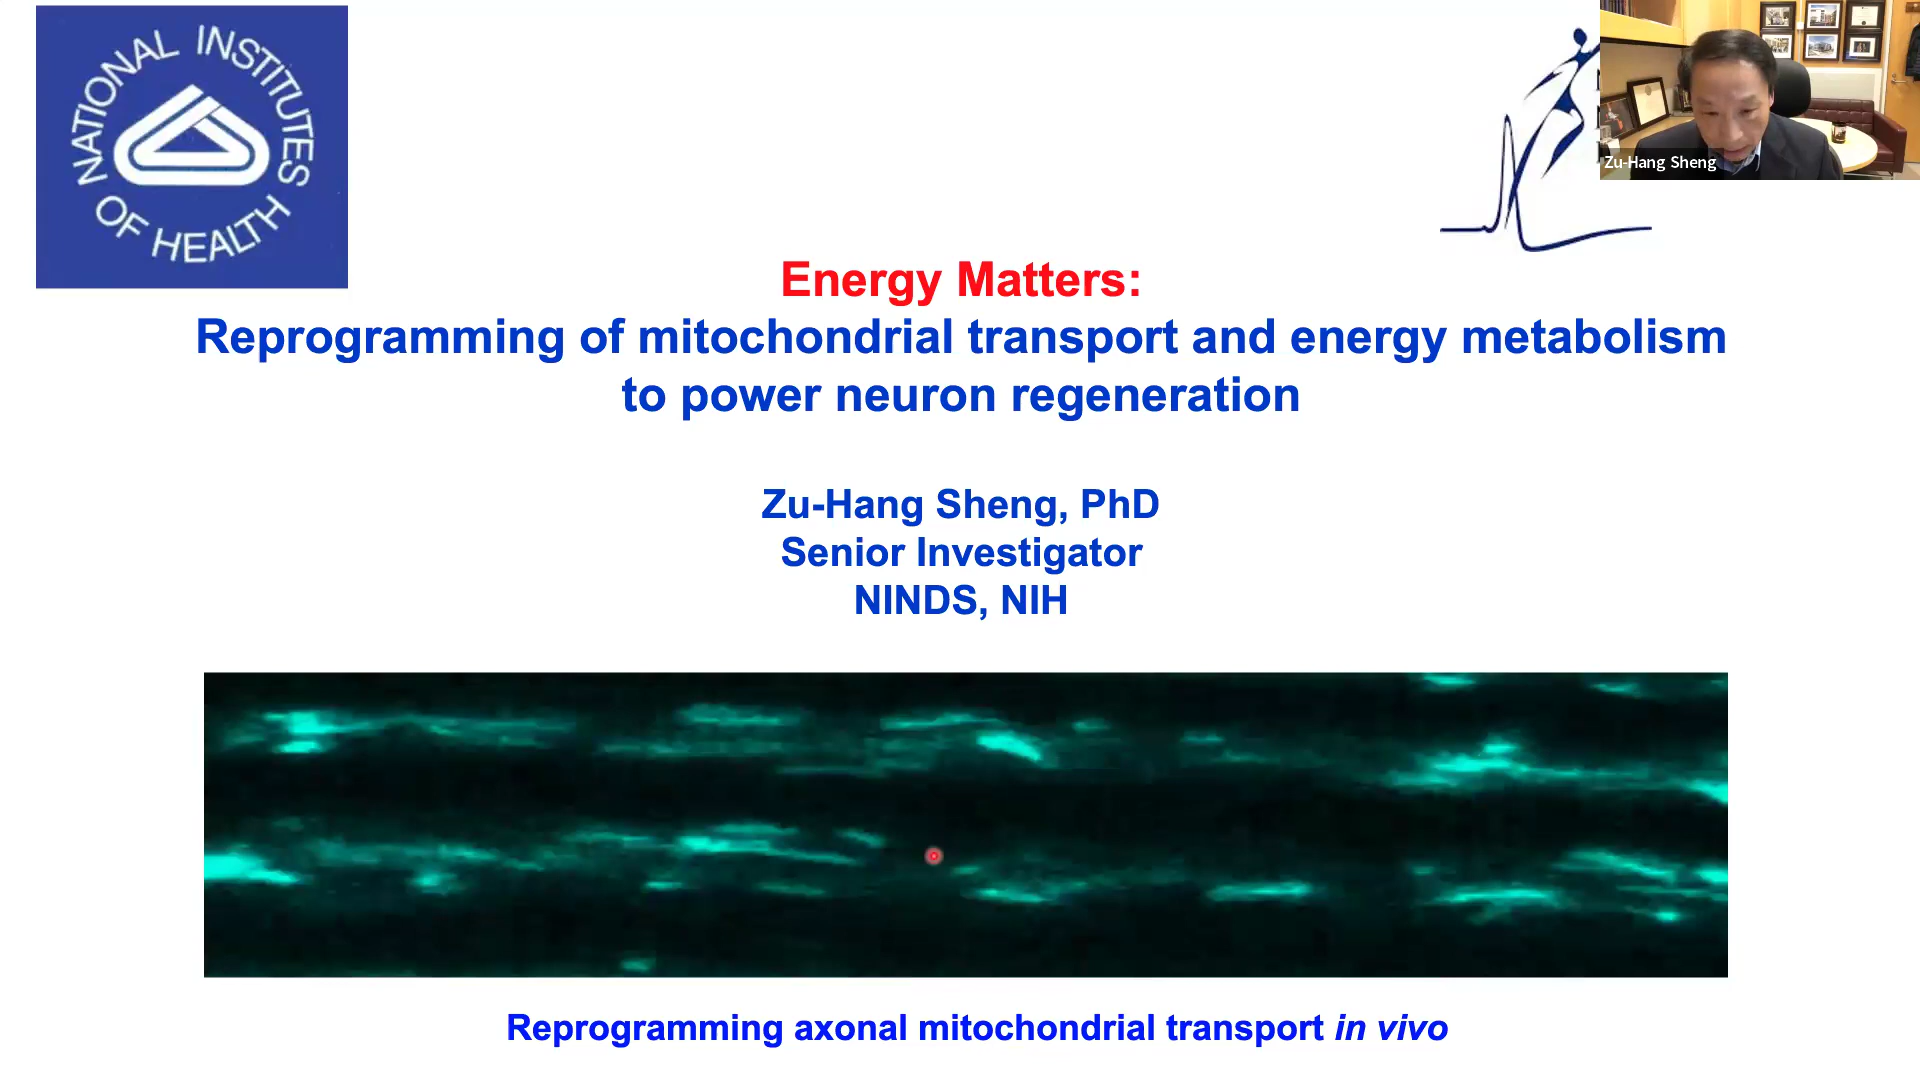 NATIONAL INSTITUTES
OF HEALTH
Zu-Hang Sheng
Energy Matters:
Reprogramming of mitochondrial transport and energy metabolism
to power neuron regeneration
Zu-Hang Sheng, PhD
Senior Investigator
NINDS, NIH
Reprogramming axonal mitochondrial transport in vivo